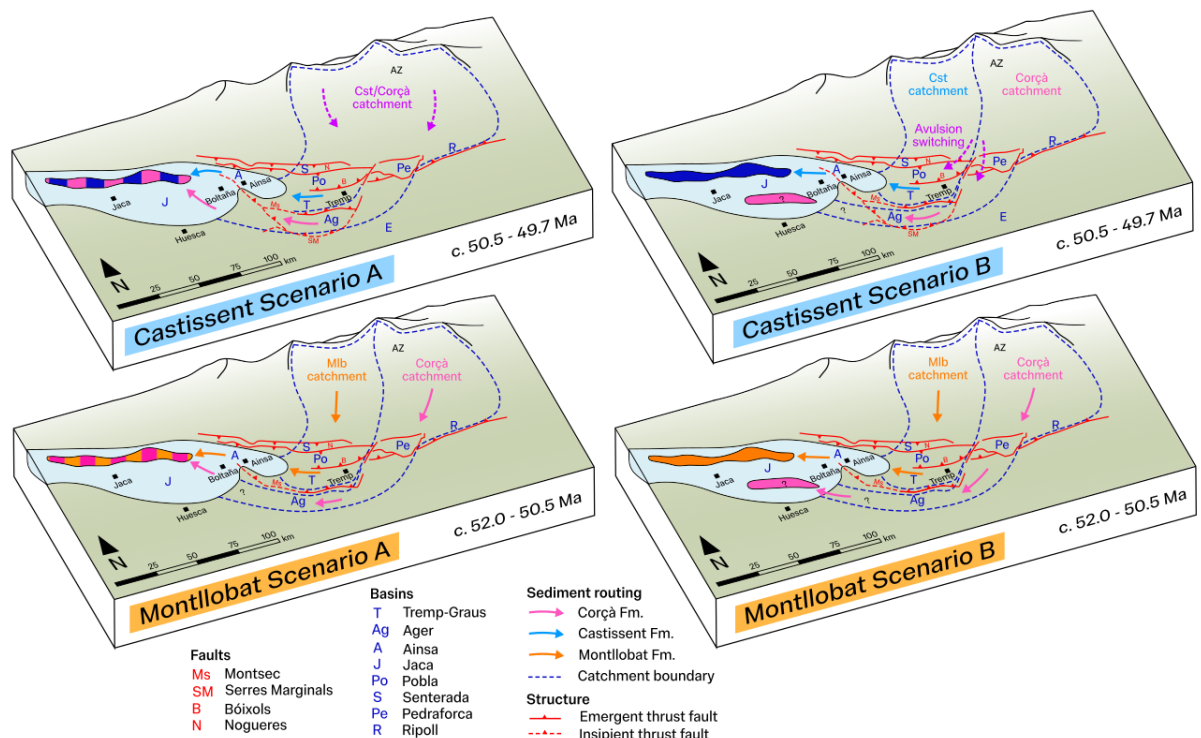 AZ
Cst/Corçà
catchment
R
Pe
N
S
A
Po
Ainsa
B
Boltaña
T
Tremp
Ms
J
Jaca
Ag
E
SM
Huesca
N
25
50
75
100
km
c. 50.5 - 49.7 Ma
Castissent Scenario A
AZ
Cst
catchment
Corçà
catchment
Avulsion
switching
R
Pe
N
S
A
Po
Ainsa
B
J
Boltaña
T
Tremp
Ms
?
Jaca
?
Ag
E
SM
Huesca
N
25
50
75
100
km
c. 50.5 - 49.7 Ma
Castissent Scenario B
AZ
Mlb
catchment
Corçà
catchment
R
Pe
N
S
A
Po
Ainsa
B
Boltaña
T
Tremp
Ms
J
Jaca
?
Ag
Huesca
N
25
50
75
100
km
c. 52.0 - 50.5 Ma
Montllobat Scenario A
AZ
Mlb
catchment
Corçà
catchment
R
Pe
N
S
A
Po
Ainsa
B
J
Boltaña
T
Tremp
Ms
?
Jaca
?
Ag
Huesca
N
25
50
75
100
km
c. 52.0 - 50.5 Ma
Montllobat Scenario B
Faults
Ms Montsec
SM Serres Marginals
B Bóixols
N Nogueres
Basins
T Tremp-Graus
Ag Ager
A Ainsa
J Jaca
Po Pobla
S Senterada
Pe Pedraforca
R Ripoll
Sediment routing
Corçà Fm.
Castissent Fm.
Montllobat Fm.
Catchment boundary
Structure
Emergent thrust fault
Insipient thrust fault